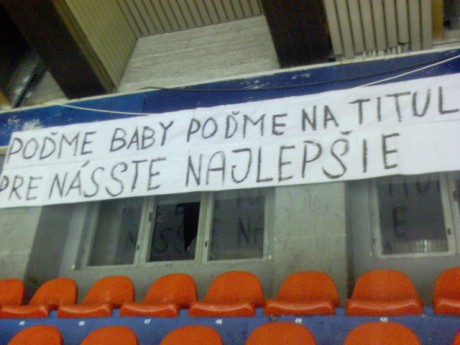 POĎME BABY POĎME NA TITUL
PRE NÁS STE NAJLEPŠIE